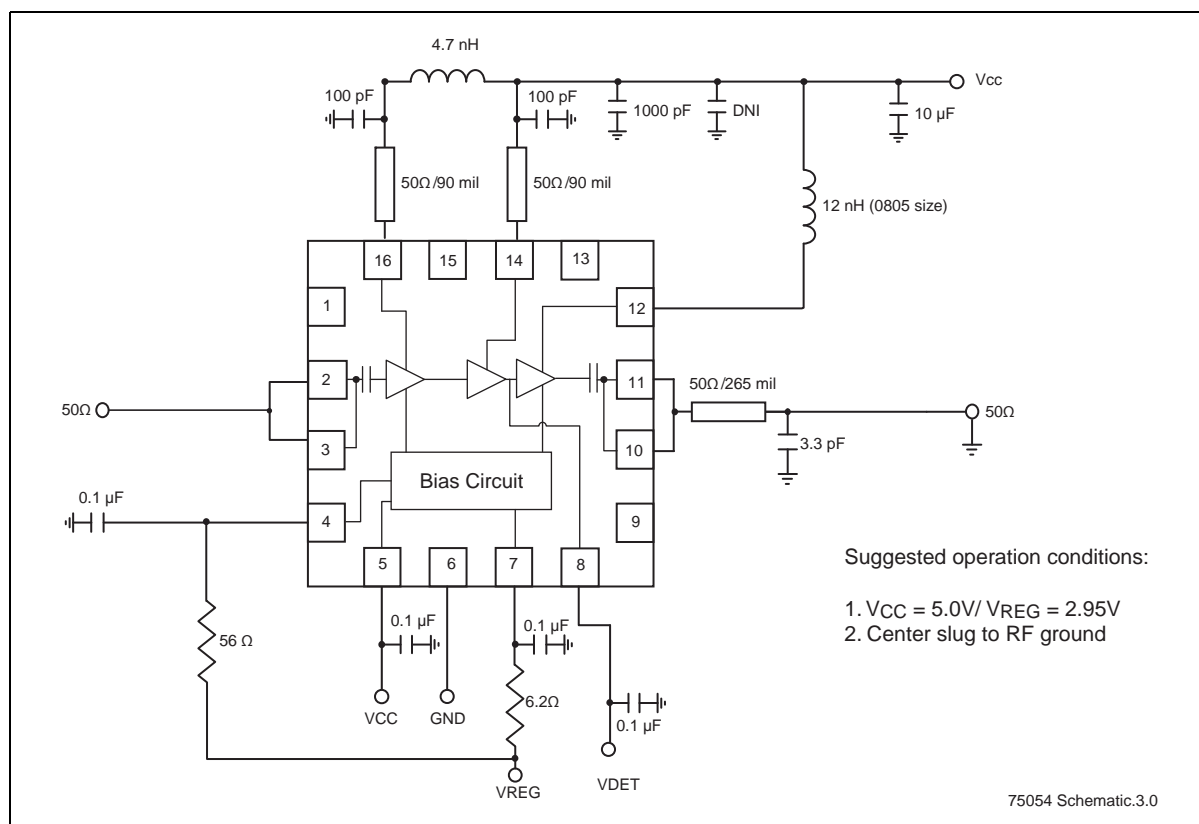 4.7 nH
Vcc
100 pF
100 pF
1000 pF
DNI
10 µF
50Ω/90 mil
50Ω/90 mil
12 nH (0805 size)
16
15
14
13
1
12
2
11
50Ω/265 mil
50Ω
50Ω
3
10
3.3 pF
Bias Circuit
0.1 µF
4
9
5
6
7
8
Suggested operation conditions:
1. VCC = 5.0V/ VREG = 2.95V
2. Center slug to RF ground
0.1 µF
0.1 µF
56 Ω
6.2Ω
VCC
GND
0.1 µF
VREG
VDET
75054 Schematic.3.0